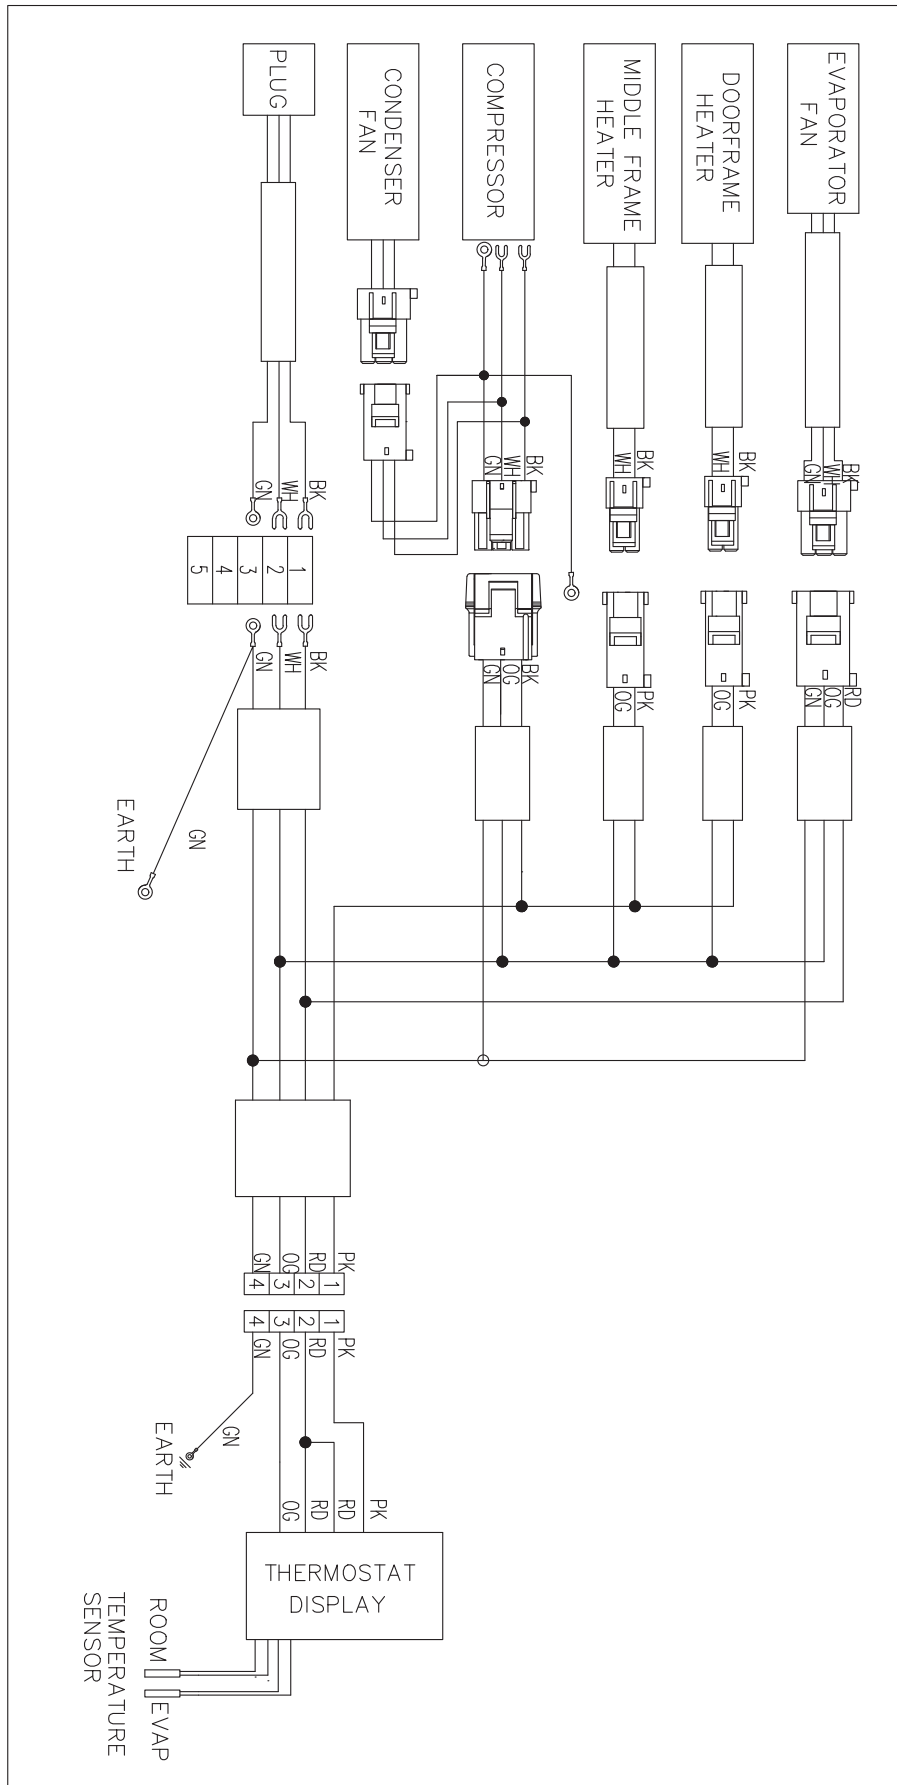 PLUG
CONDENSER
FAN
COMPRESSOR
MIDDLE FRAME
HEATER
DOORFRAME
HEATER
EVAPORATOR
FAN
GN
WH
BK
GN
WH
BK
WH
BK
WH
BK
GN
WH
BK
5
4
3
2
1
GN
WH
BK
GN
OG
BK
OG
PK
OG
PK
GN
OG
RD
EARTH
GN
GN
OG
RD
PK
4
3
2
1
4
3
2
1
GN
OG
RD
PK
EARTH
GN
OG
RD
RD
PK
THERMOSTAT
DISPLAY
ROOM
EVAP
TEMPERATURE
SENSOR